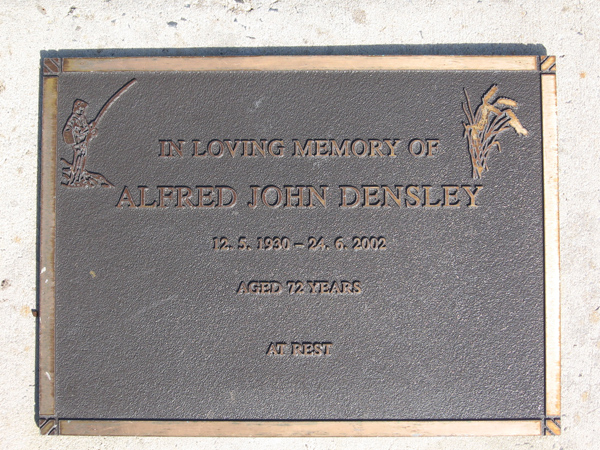 IN LOVING MEMORY OF
ALFRED JOHN DENSLEY
12. 5. 1930 – 24. 6. 2002
AGED 72 YEARS
AT REST